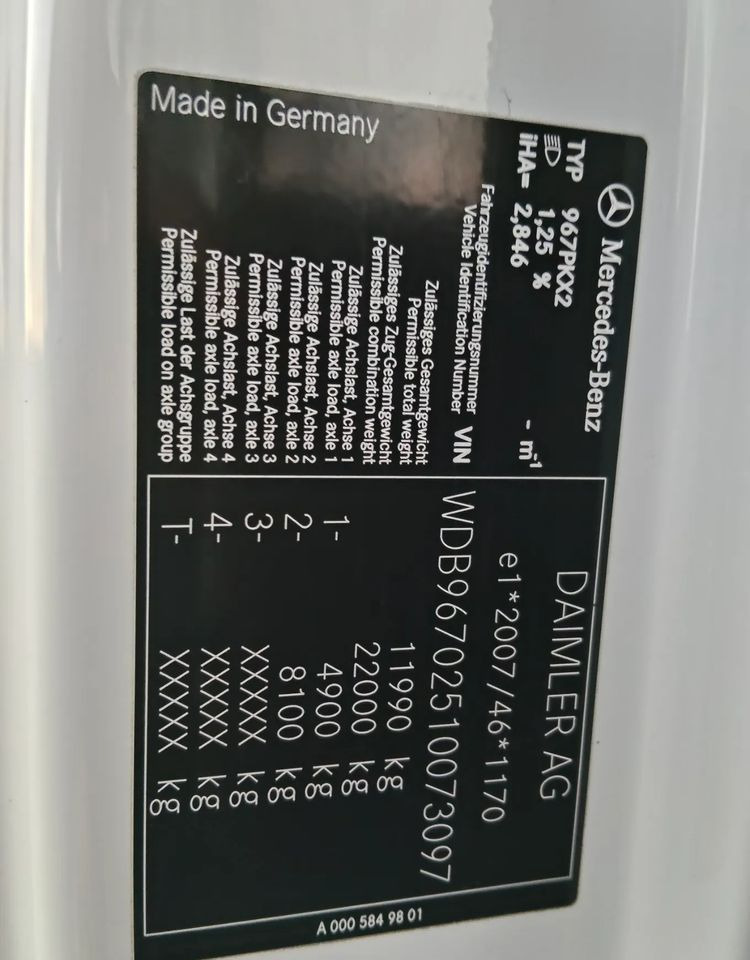 Mercedes-Benz
DAIMLER AG
TYP 967PKX2
1,25 %
- m-1
e1*2007/46*1170
iHA= 2,846
Fahrzeugidentifizierungsnummer
Vehicle Identification Number VIN WDB96702510073097
Zulässiges Gesamtgewicht
Permissible total weight 11990 kg
Zulässiges Zug-Gesamtgewicht
Permissible combination weight 22000 kg
Zulässige Achslast, Achse 1
Permissible axle load, axle 1 1- 4900 kg
Zulässige Achslast, Achse 2
Permissible axle load, axle 2 2- 8100 kg
Zulässige Achslast, Achse 3
Permissible axle load, axle 3 3- XXXXX kg
Zulässige Achslast, Achse 4
Permissible axle load, axle 4 4- XXXXX kg
Zulässige Last der Achsgruppe
Permissible load on axle group T- XXXXX kg
Made in Germany
A 000 584 98 01